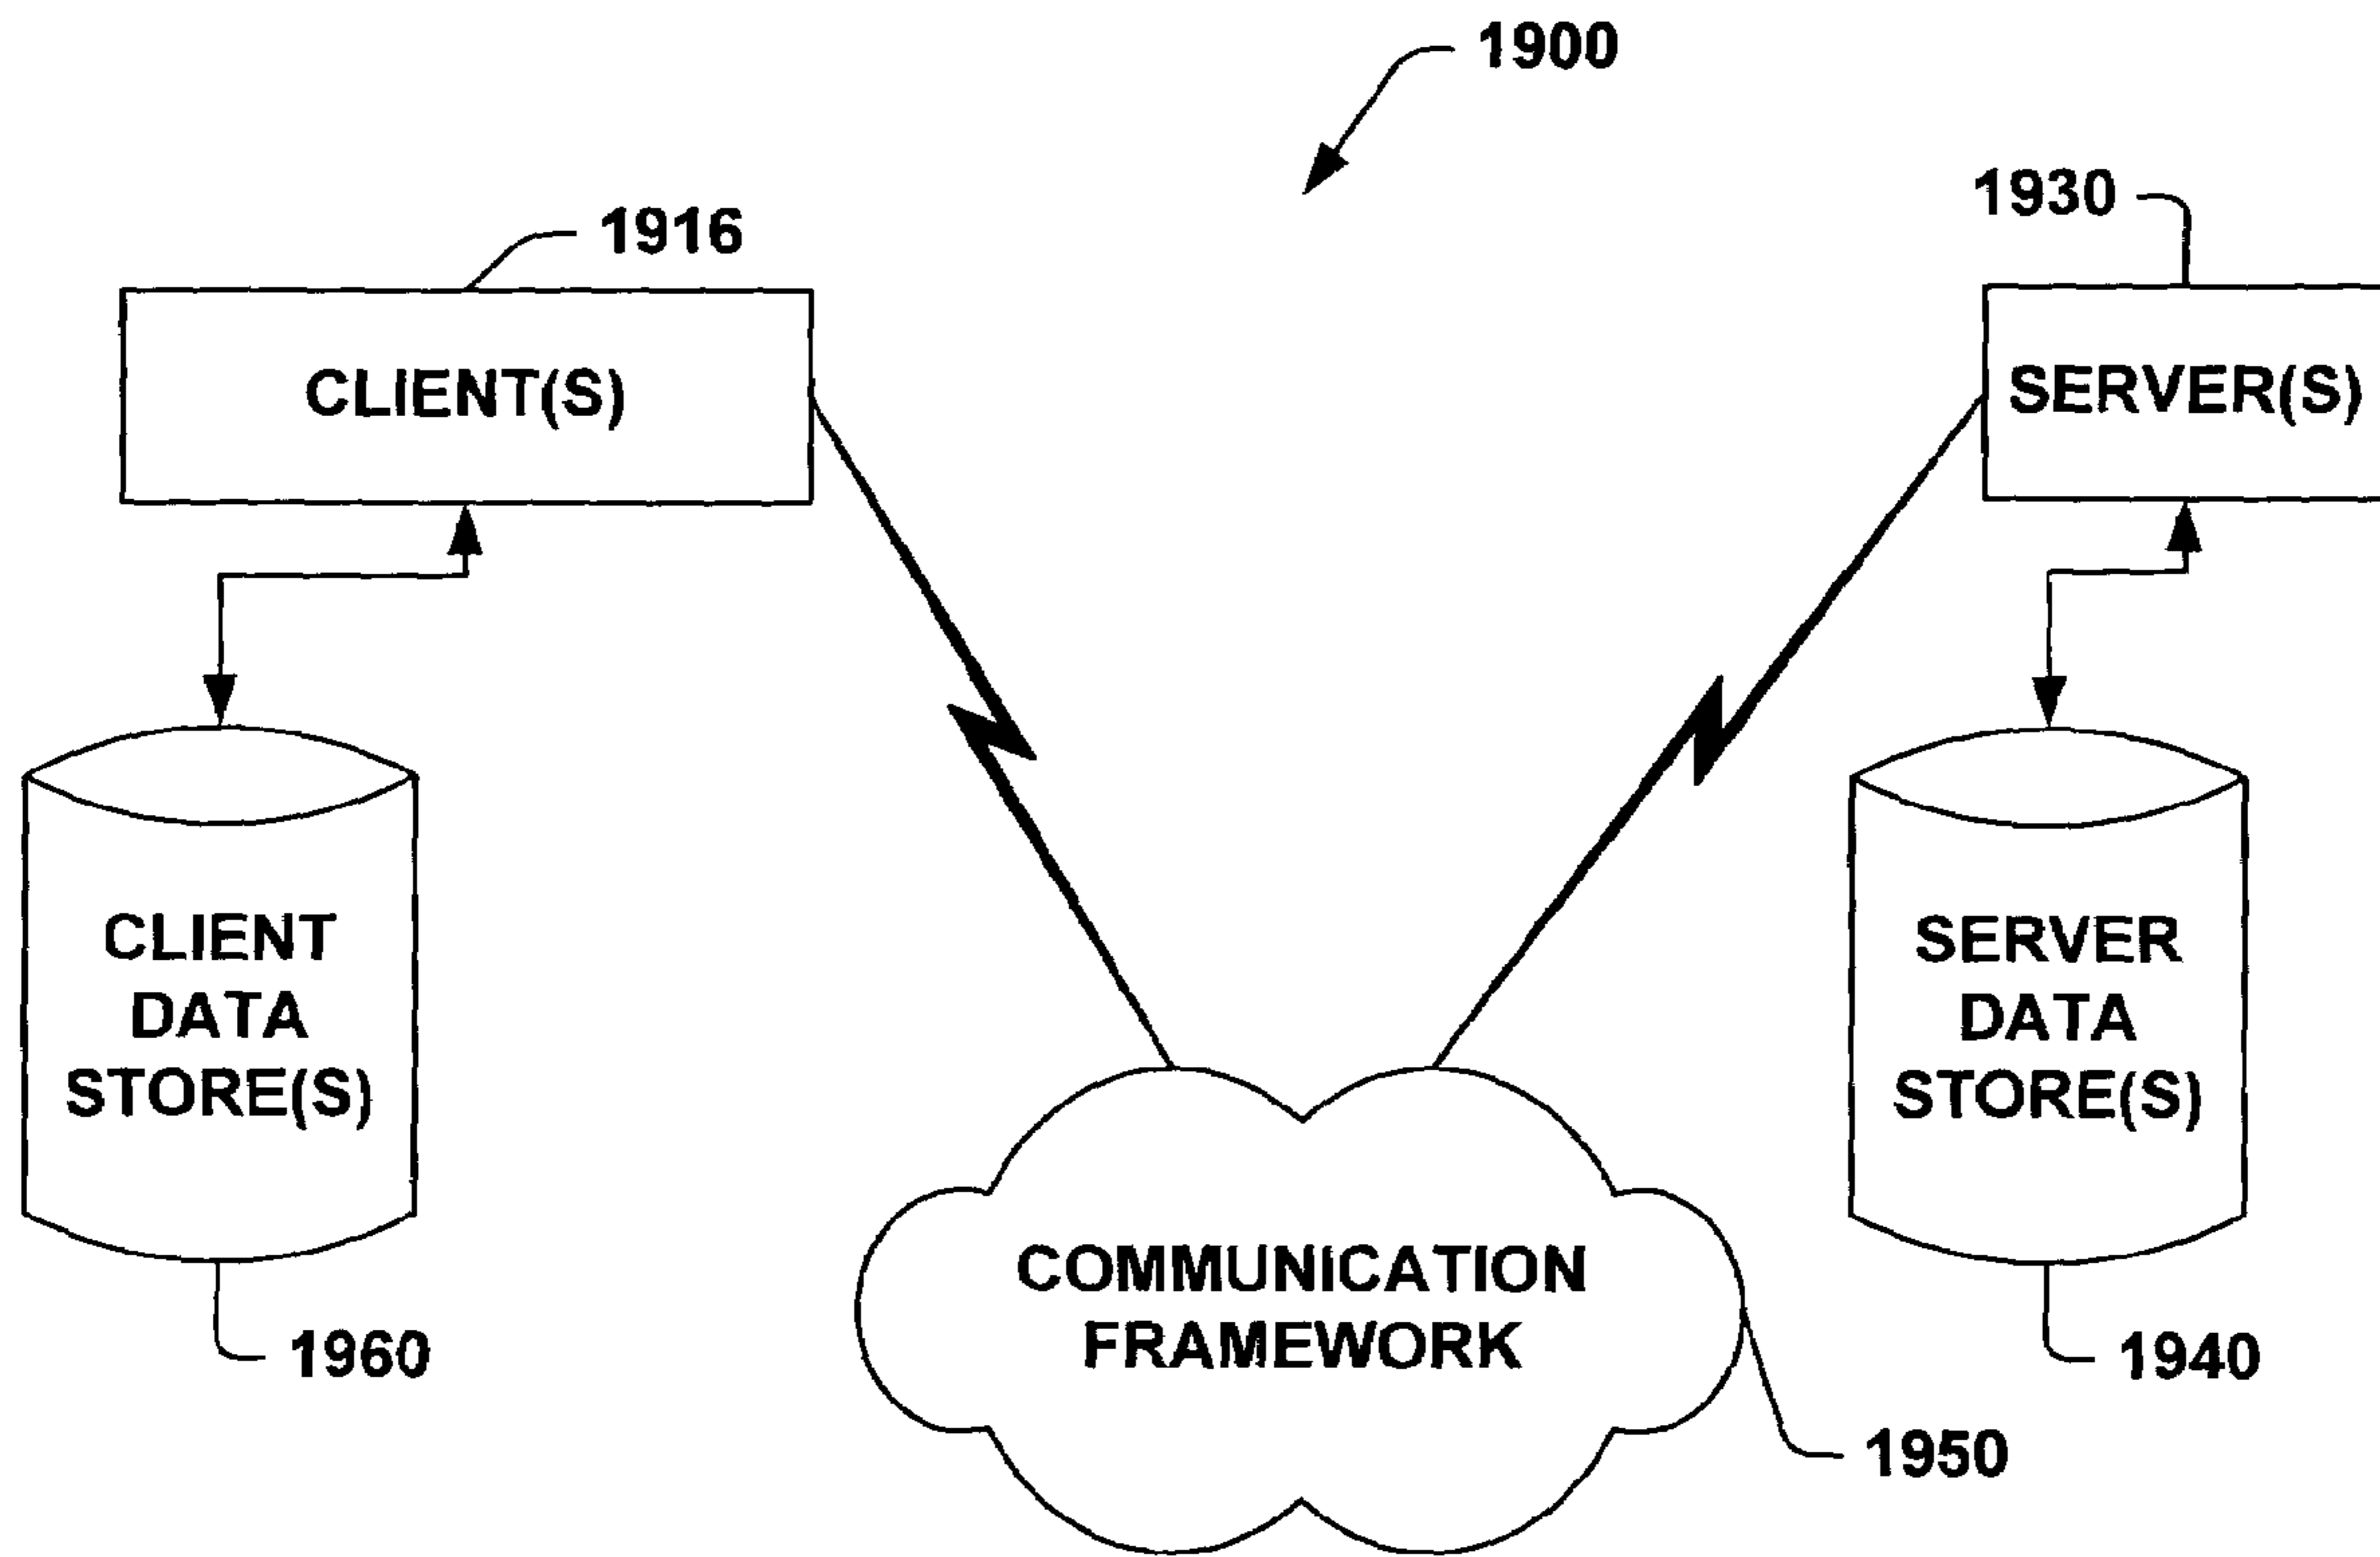 1900
1916
1930
CLIENT(S)
SERVER(S)
CLIENT
DATA
STORE(S)
SERVER
DATA
STORE(S)
COMMUNICATION
FRAMEWORK
1960
1940
1950